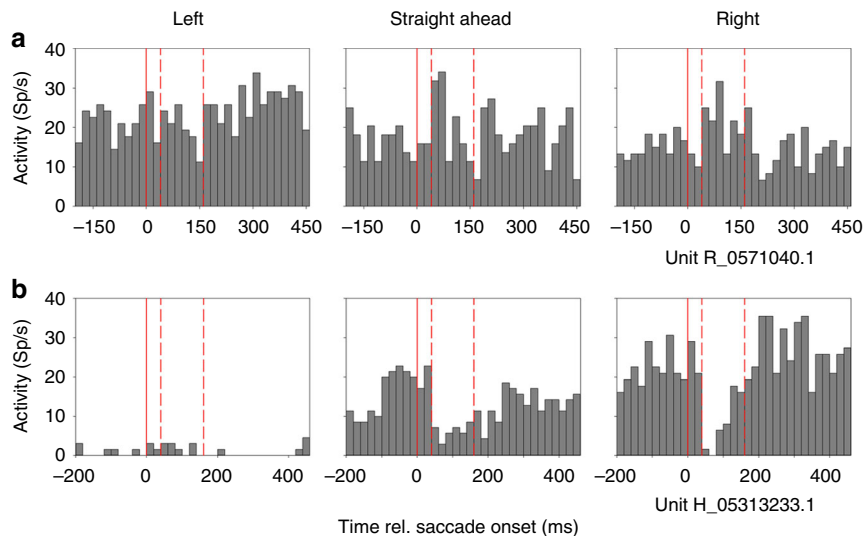 Left Straight ahead Right
a
Activity (Sp/s)
40
30
20
10
0
−150 0 150 300 450
−150 0 150 300 450
−150 0 150 300 450
Unit R_0571040.1
b
Activity (Sp/s)
40
30
20
10
0
−200 0 200 400
−200 0 200 400
−200 0 200 400
Unit H_05313233.1
Time rel. saccade onset (ms)